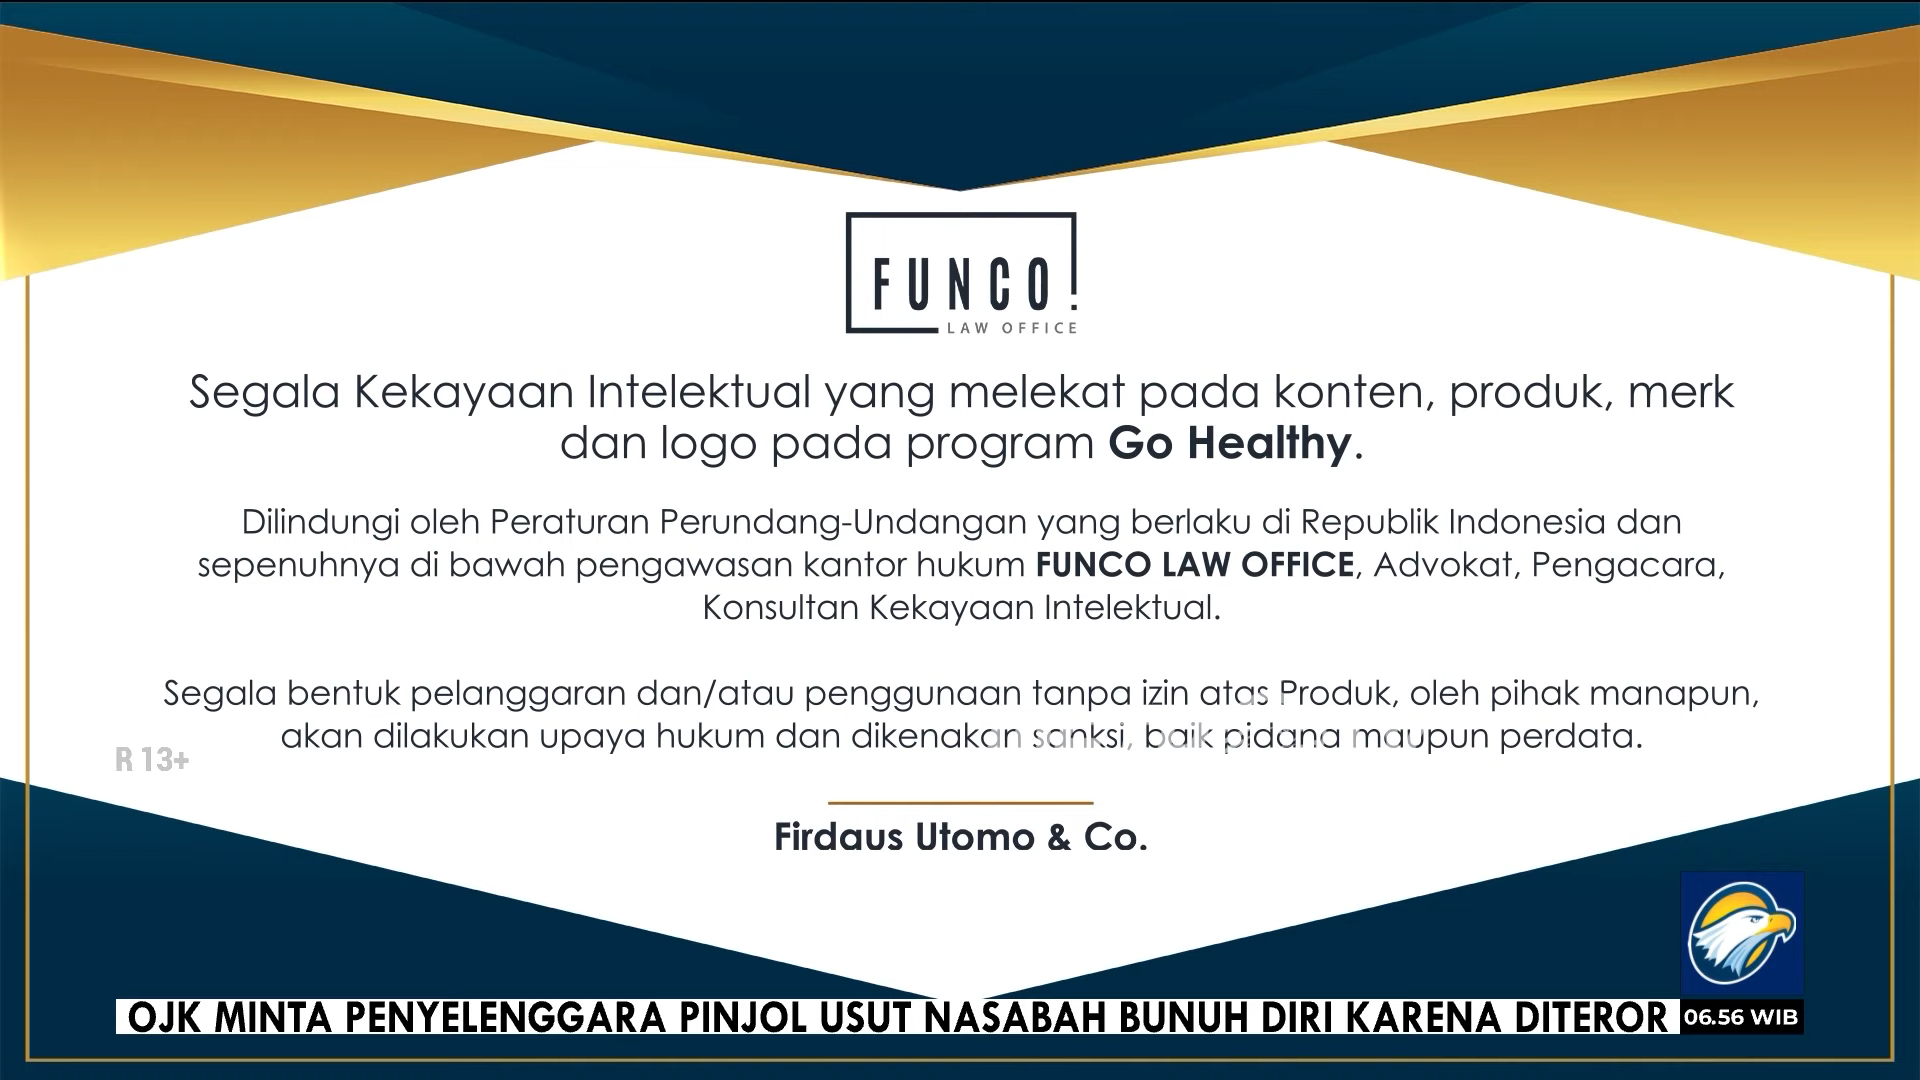 FUNCO
LAW OFFICE
Segala Kekayaan Intelektual yang melekat pada konten, produk, merk
dan logo pada program Go Healthy.
Dilindungi oleh Peraturan Perundang-Undangan yang berlaku di Republik Indonesia dan
sepenuhnya di bawah pengawasan kantor hukum FUNCO LAW OFFICE, Advokat, Pengacara,
Konsultan Kekayaan Intelektual.
Segala bentuk pelanggaran dan/atau penggunaan tanpa izin atas Produk, oleh pihak manapun,
akan dilakukan upaya hukum dan dikenakan sanksi, baik pidana maupun perdata.
R 13+
Firdaus Utomo & Co.
OJK MINTA PENYELENGGARA PINJOL USUT NASABAH BUNUH DIRI KARENA DITEROR
06.56 WIB